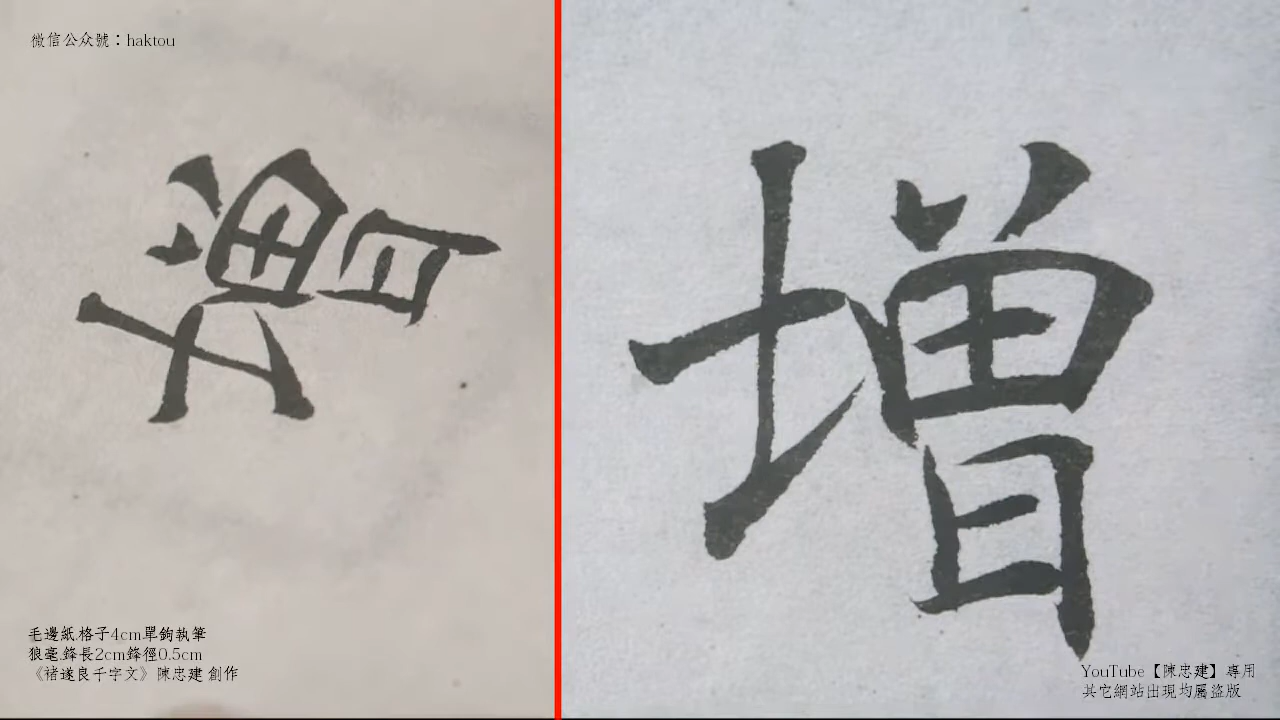 微信公众號：haktou
增
增
毛邊紙.格子4cm單鉤執筆
狼毫.鋒長2cm鋒徑0.5cm
《褚遂良千字文》陳忠建 創作
YouTube【陳忠建】專用
其它網站出現均屬盜版